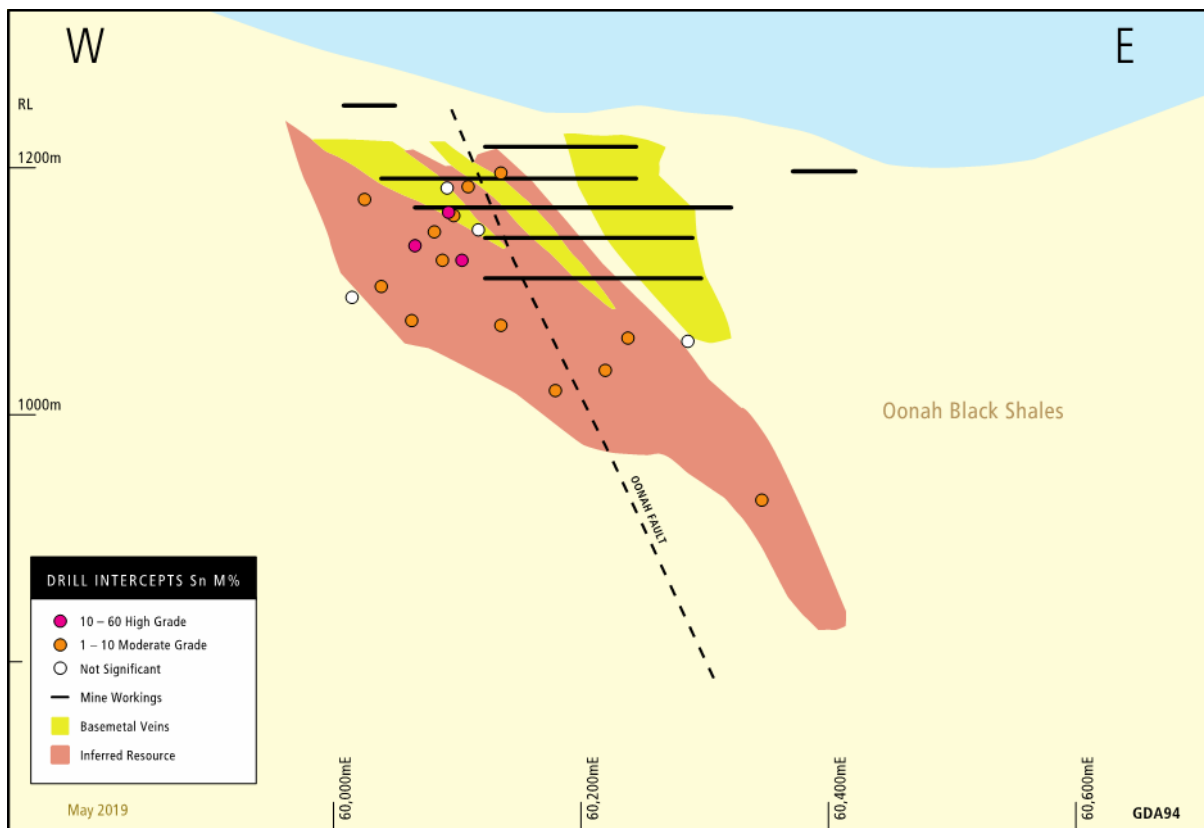 W
E
RL
1200m
1000m
Oonah Black Shales
OONAH FAULT
DRILL INTERCEPTS Sn M%
10 – 60 High Grade
1 – 10 Moderate Grade
Not Significant
Mine Workings
Basemetal Veins
Inferred Resource
May 2019
60,000mE
60,200mE
60,400mE
60,600mE
GDA94